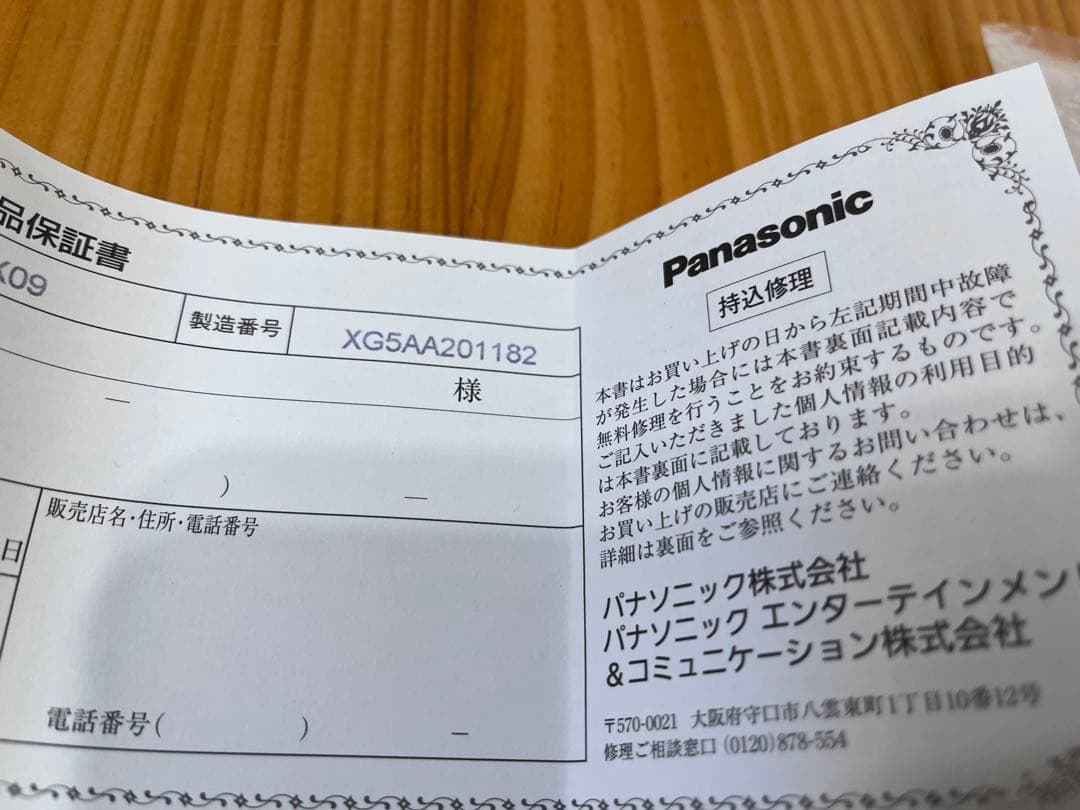 品保証書
K09
製造番号
XG5AA201182
様
販売店名・住所・電話番号
日
電話番号( ) －
Panasonic
持込修理
本書はお買い上げの日から左記期間中故障
が発生した場合には本書裏面記載内容で
無料修理を行うことをお約束するものです。
ご記入いただきました個人情報の利用目的
は本書裏面に記載しております。
お客様の個人情報に関するお問い合わせは、
お買い上げの販売店にご連絡ください。
詳細は裏面をご参照ください。
パナソニック株式会社
パナソニック エンターテインメン
&コミュニケーション株式会社
〒570-0021 大阪府守口市八雲東町1丁目10番12号
修理ご相談窓口 (0120)878-554